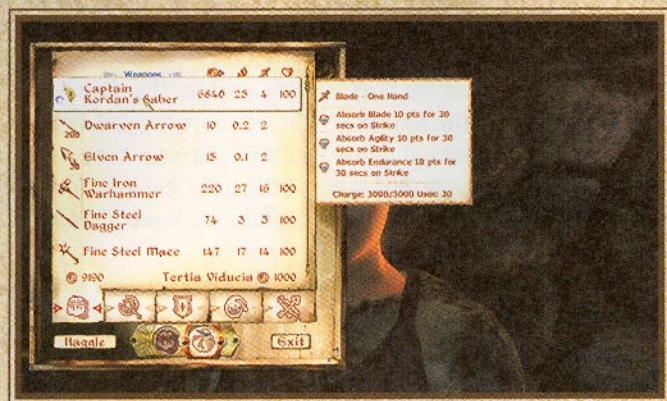 Weapons
Captain
Kordan's Saber 25 4 100
Dwarven Arrow 10 0.2 2
200
Elven Arrow 15 0.1 2
Fine Iron
Warhammer 220 27 16 100
Fine Steel
Dagger 74 3 100
Fine Steel Mace 147 17 14 100
9190 Tertia Viducia 1000
Haggle Exit
Blade - One Hand
Absorb Blade 10 pts for 30
secs on Strike
Absorb Agility 10 pts for 30
secs on Strike
Absorb Endurance 10 pts for
30 secs on Strike
Charge: 3000/3000 Uses: 30